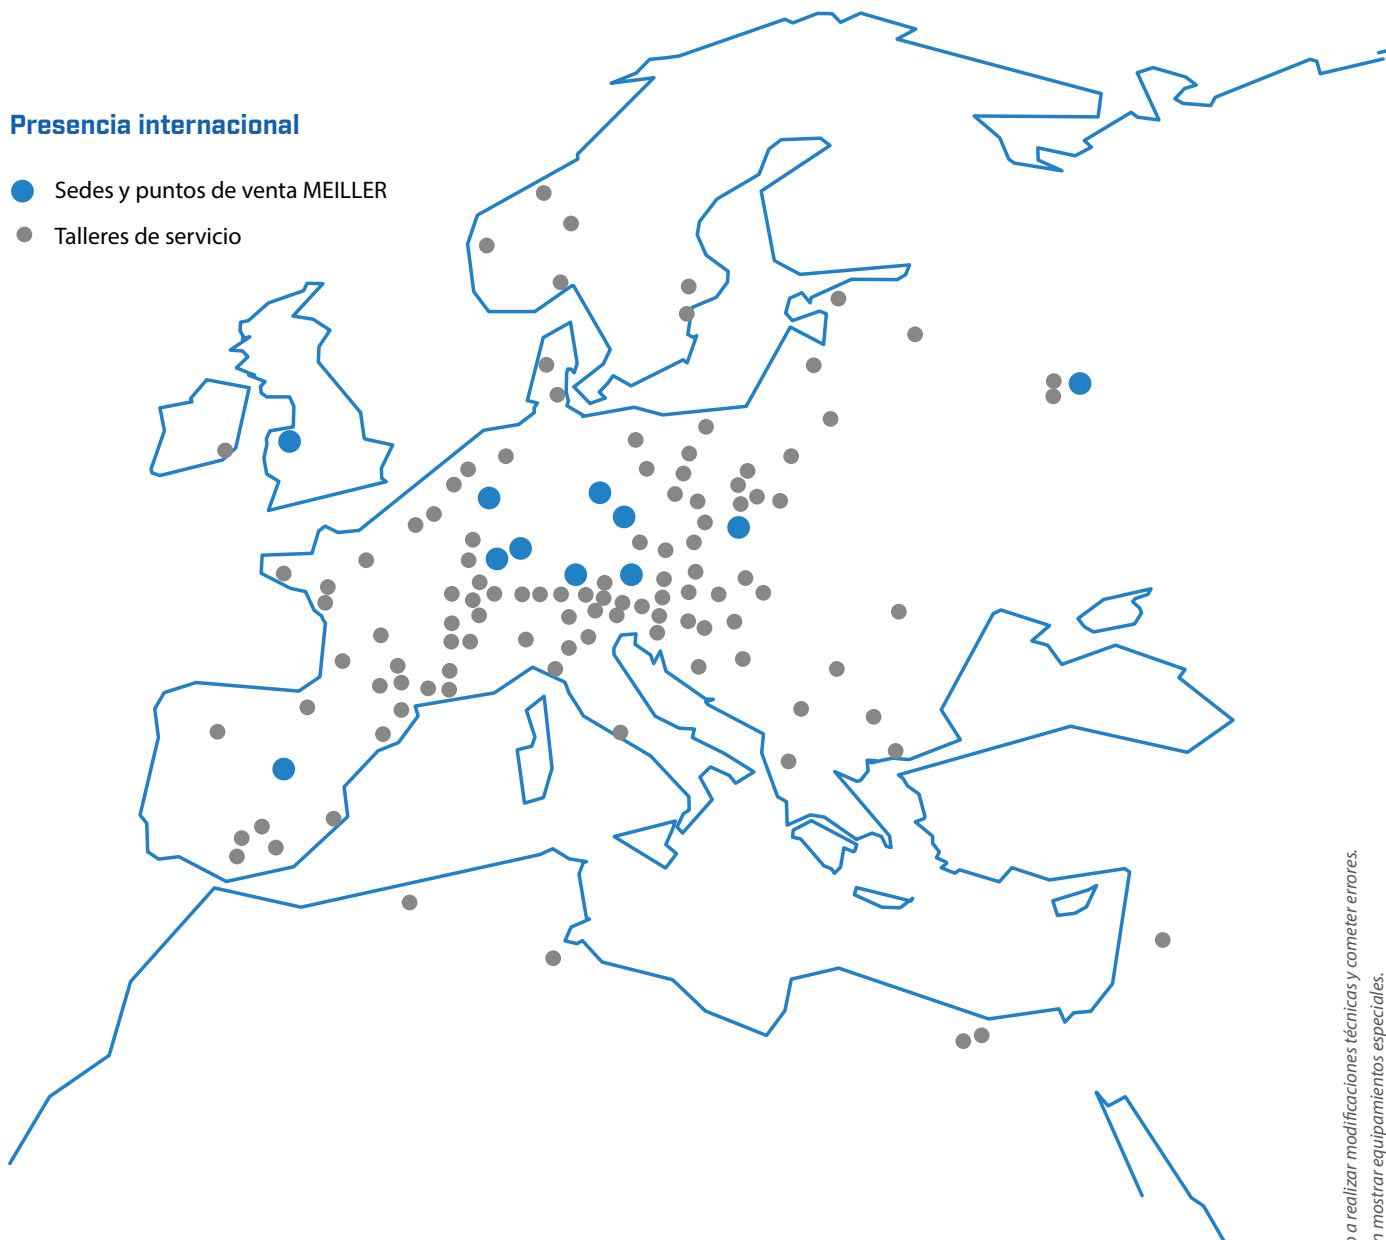 Presencia internacional
Sedes y puntos de venta MEILLER
Talleres de servicio
a realizar modificaciones técnicas y cometer errores.
mostrar equipamientos especiales.